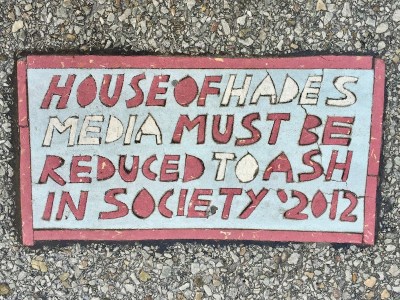 HOUSE OF HADES
MEDIA MUST BE
REDUCED TO ASH
IN SOCIETY '2012